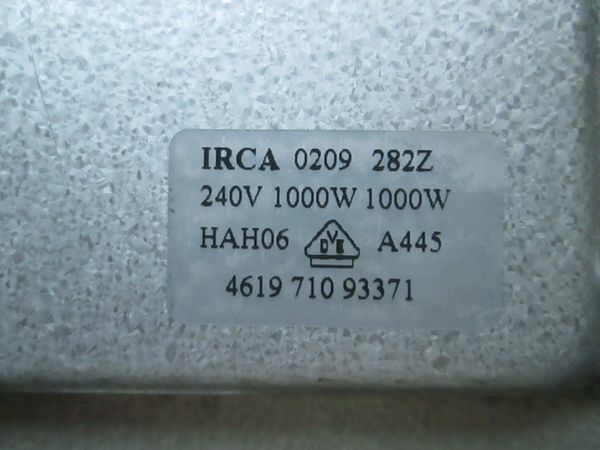 IRCA 0209 282Z
240V 1000W 1000W
HAH06 DVE A445
4619 710 93371